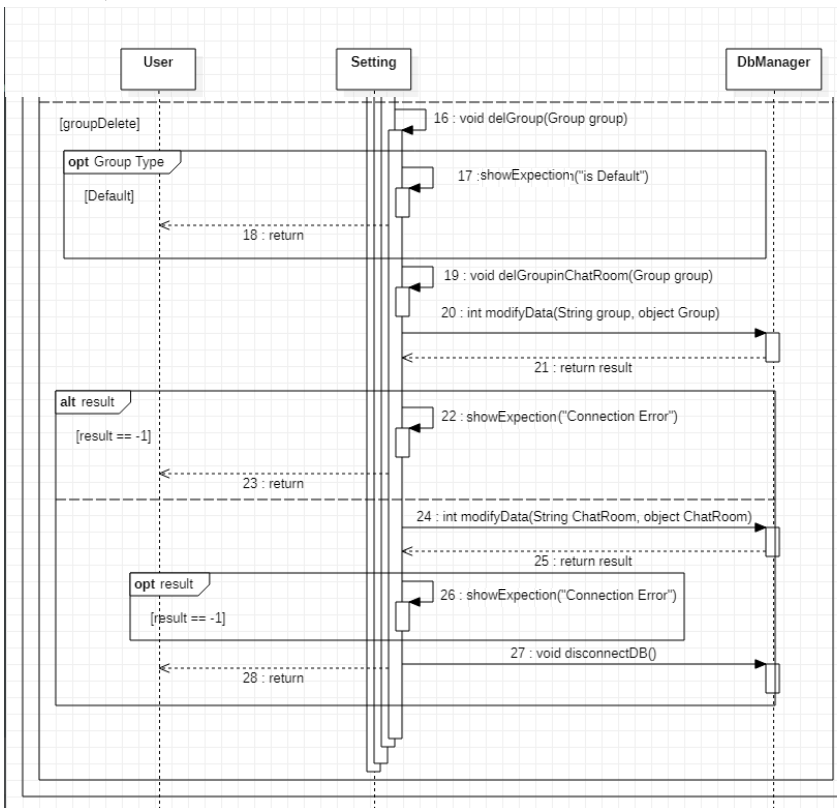 User
Setting
DbManager
[groupDelete]
16 : void delGroup(Group group)
opt Group Type
[Default]
17 :showExpection("is Default")
18 : return
19 : void delGroupinChatRoom(Group group)
20 : int modifyData(String group, object Group)
21 : return result
alt result
[result == -1]
22 : showExpection("Connection Error")
23 : return
24 : int modifyData(String ChatRoom, object ChatRoom)
25 : return result
opt result
[result == -1]
26 : showExpection("Connection Error")
27 : void disconnectDB()
28 : return